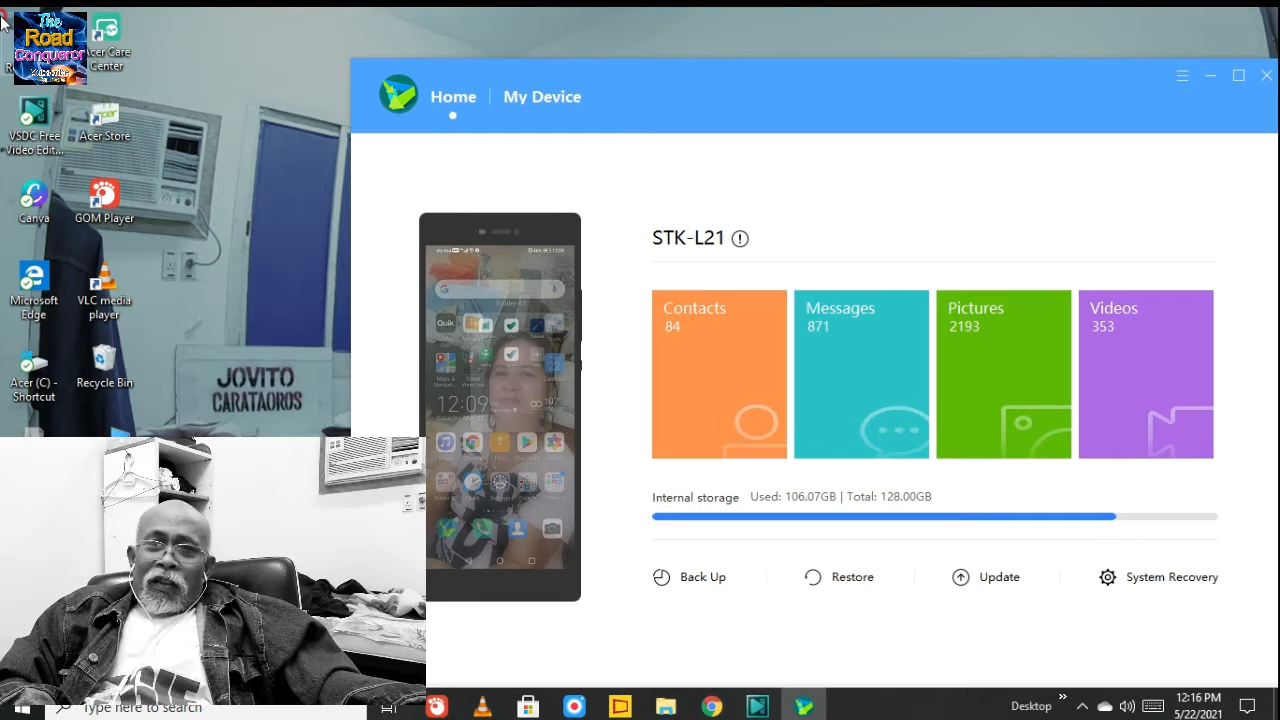 The
Road
Conqueror
Acer Care
Center
VSDC Free
Video Edit...
Acer Store
Canva
GOM Player
Microsoft
Edge
VLC media
player
Acer (C) -
Shortcut
Recycle Bin
JOVITO
CARATAOROS
Home
My Device
STK-L21
Contacts
84
Messages
871
Pictures
2193
Videos
353
12:09
Internal storage Used: 106.07GB | Total: 128.00GB
Back Up
Restore
Update
System Recovery
Type here to search
Desktop
12:16 PM
5/22/2021